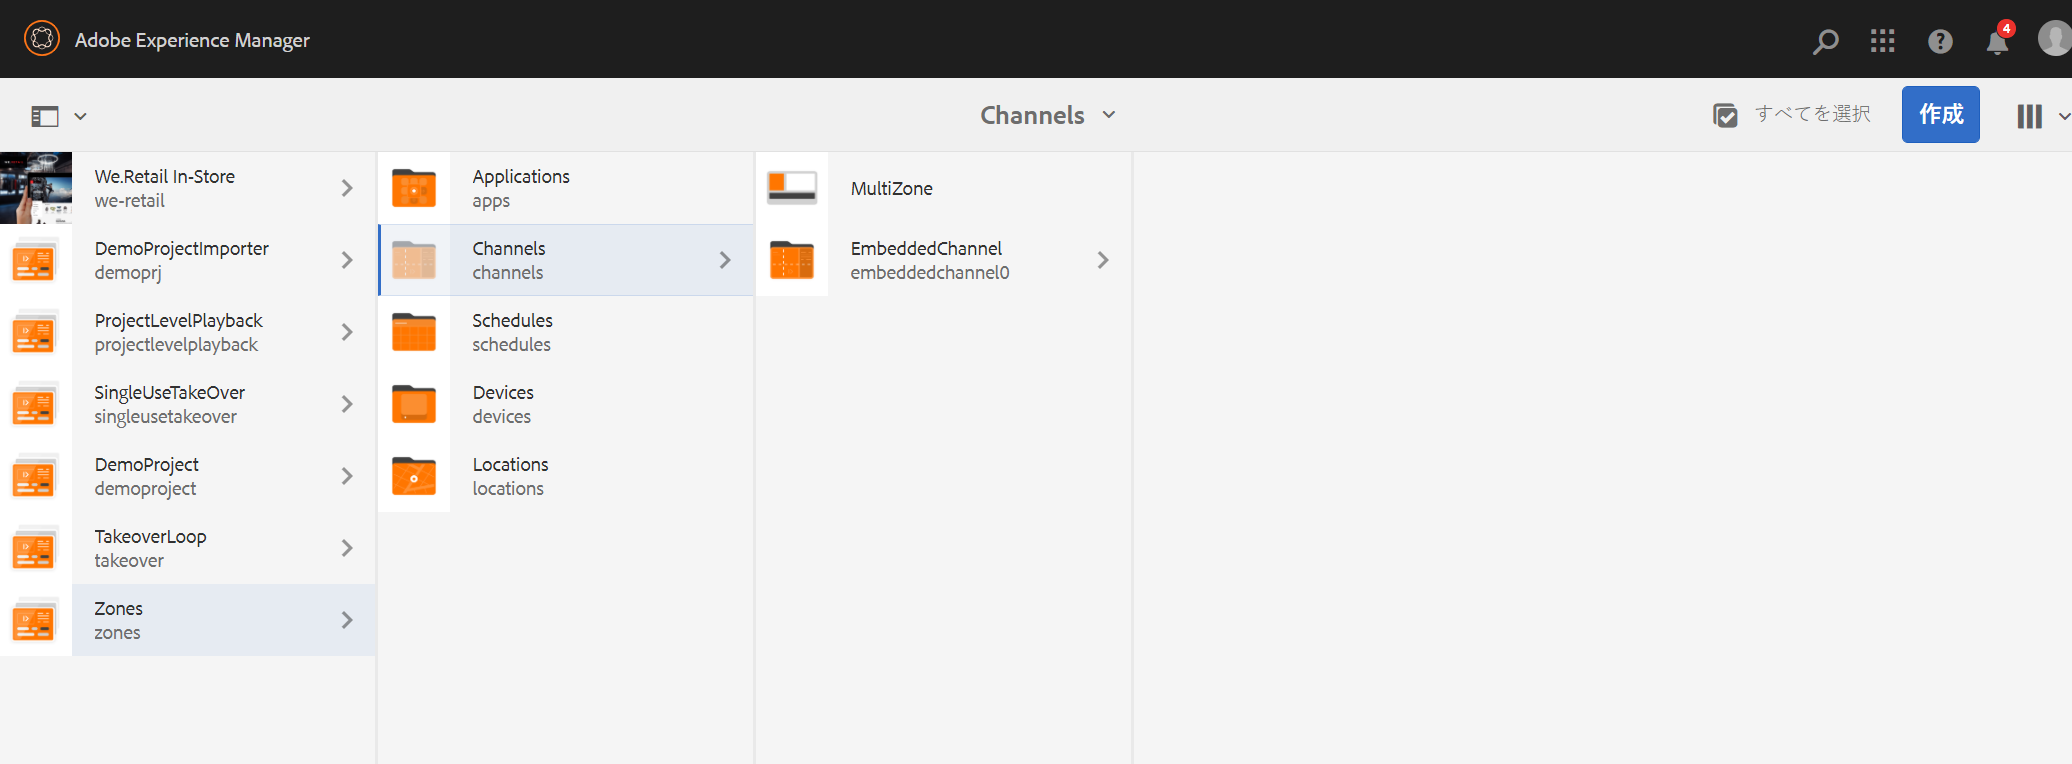 Adobe Experience Manager
4
Channels
すべてを選択
作成
We.Retail In-Store
we-retail
DemoProjectImporter
demoprj
ProjectLevelPlayback
projectlevelplayback
SingleUseTakeOver
singleusetakeover
DemoProject
demoproject
TakeoverLoop
takeover
Zones
zones
Applications
apps
Channels
channels
Schedules
schedules
Devices
devices
Locations
locations
MultiZone
EmbeddedChannel
embeddedchannel0